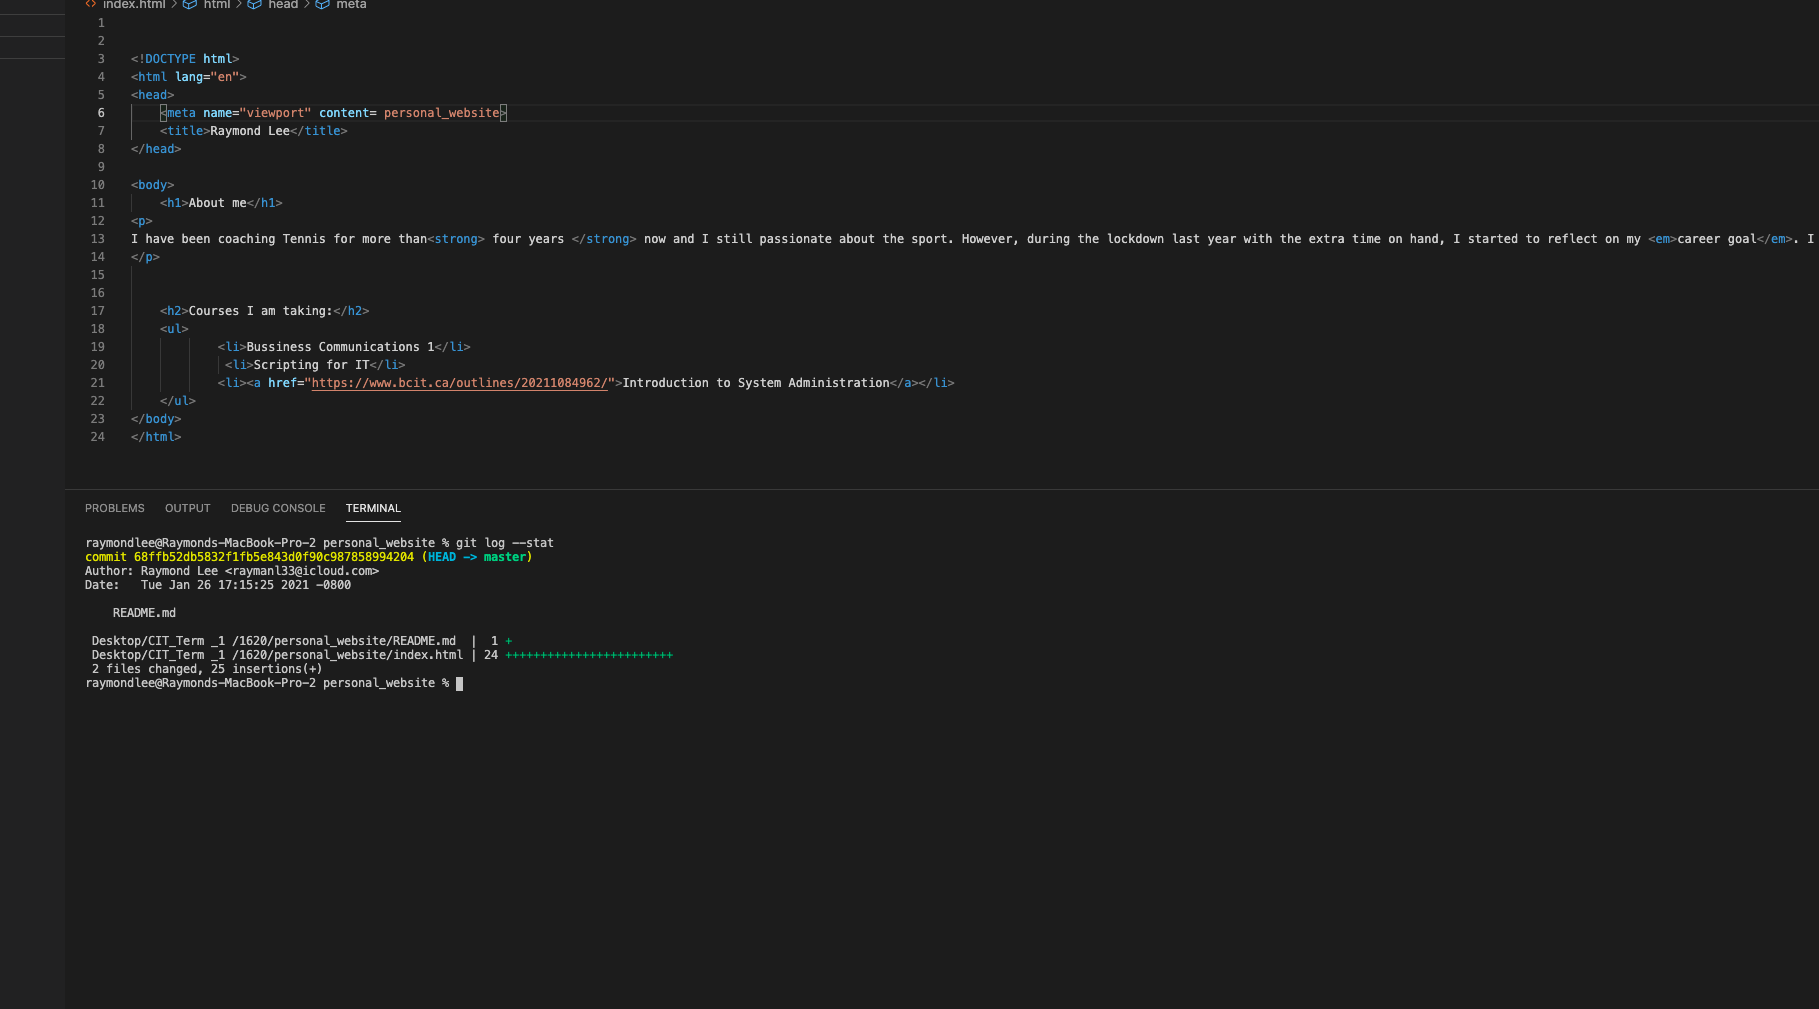 index.html > html > head > meta
1
2
3 <!DOCTYPE html>
4 <html lang="en">
5 <head>
6 <meta name="viewport" content= personal_website>
7 <title>Raymond Lee</title>
8 </head>
9
10 <body>
11 <h1>About me</h1>
12 <p>
13 I have been coaching Tennis for more than<strong> four years </strong> now and I still passionate about the sport. However, during the lockdown last year with the extra time on hand, I started to reflect on my <em>career goal</em>. I
14 </p>
15
16
17 <h2>Courses I am taking:</h2>
18 <ul>
19 <li>Bussiness Communications 1</li>
20 <li>Scripting for IT</li>
21 <li><a href="https://www.bcit.ca/outlines/20211084962/">Introduction to System Administration</a></li>
22 </ul>
23 </body>
24 </html>
PROBLEMS OUTPUT DEBUG CONSOLE TERMINAL
raymondlee@Raymonds-MacBook-Pro-2 personal_website % git log --stat
commit 68ffb52db5832f1fb5e843d0f90c987858994204 (HEAD -> master)
Author: Raymond Lee <raymanl33@icloud.com>
Date: Tue Jan 26 17:15:25 2021 -0800
README.md
Desktop/CIT_Term _1 /1620/personal_website/README.md | 1 +
Desktop/CIT_Term _1 /1620/personal_website/index.html | 24 ++++++++++++++++++++++++
2 files changed, 25 insertions(+)
raymondlee@Raymonds-MacBook-Pro-2 personal_website %